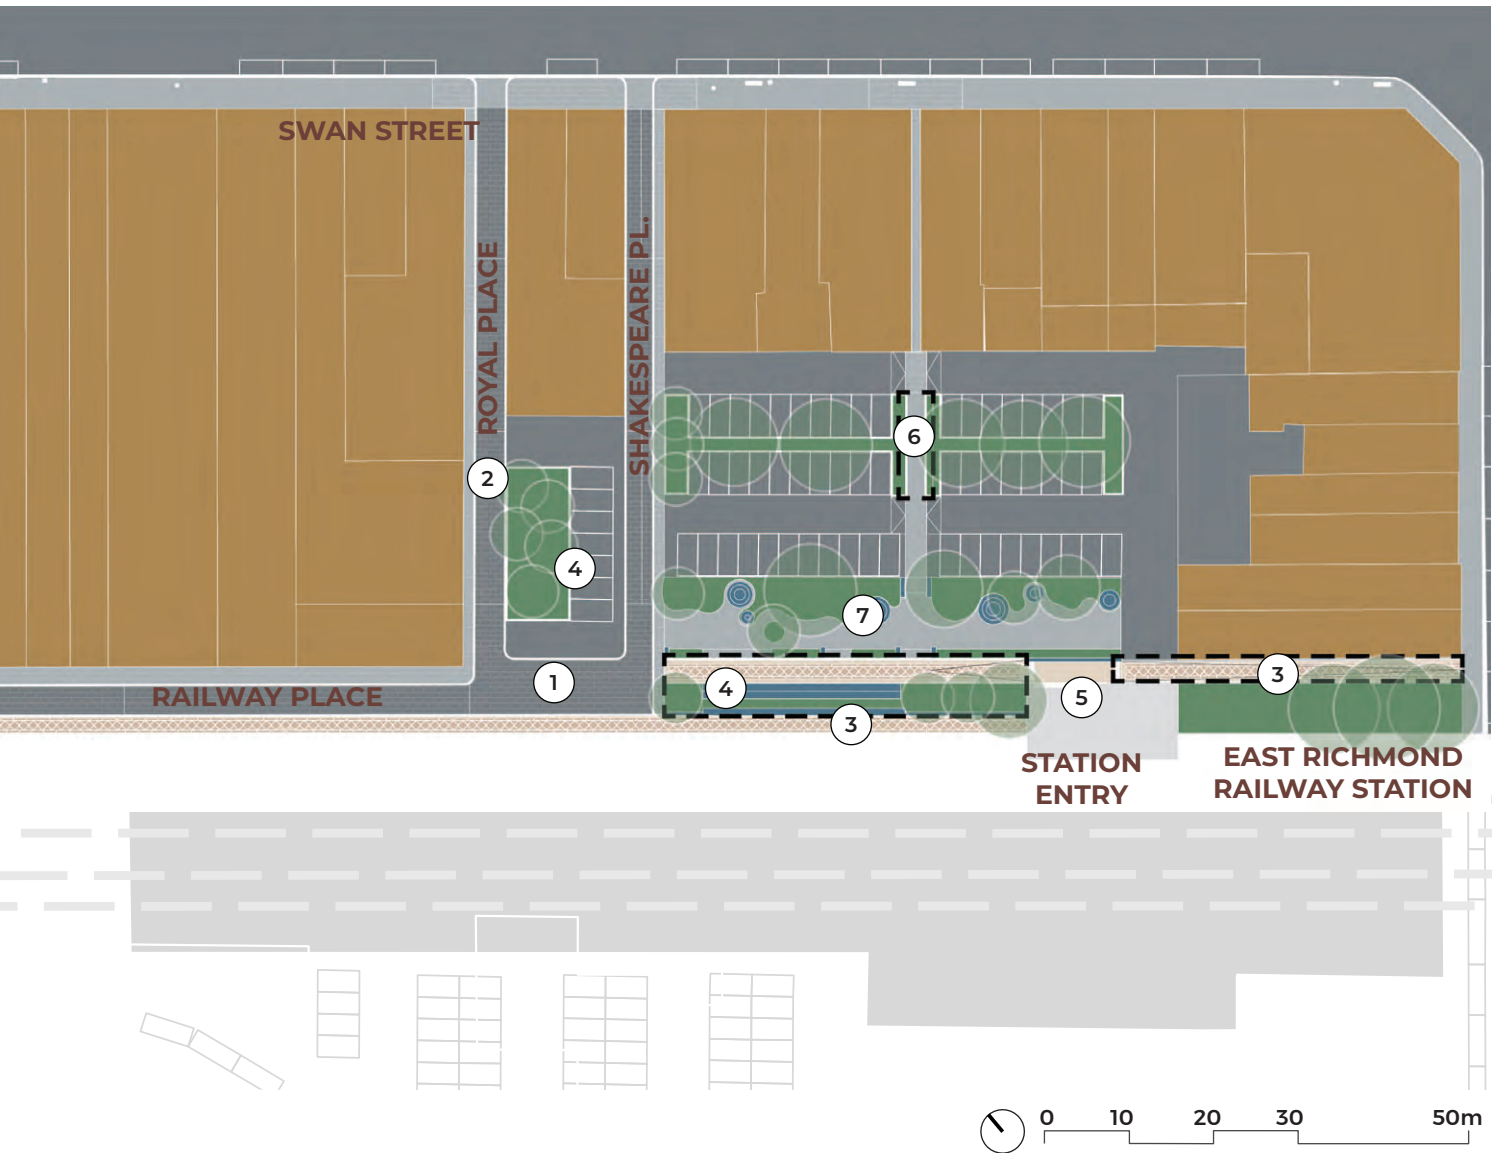 SWAN STREET
ROYAL PLACE
SHAKESPEARE PL.
6
2
4
7
1
RAILWAY PLACE
4
3
5
3
STATION
ENTRY
EAST RICHMOND
RAILWAY STATION
0 10 20 30 50m